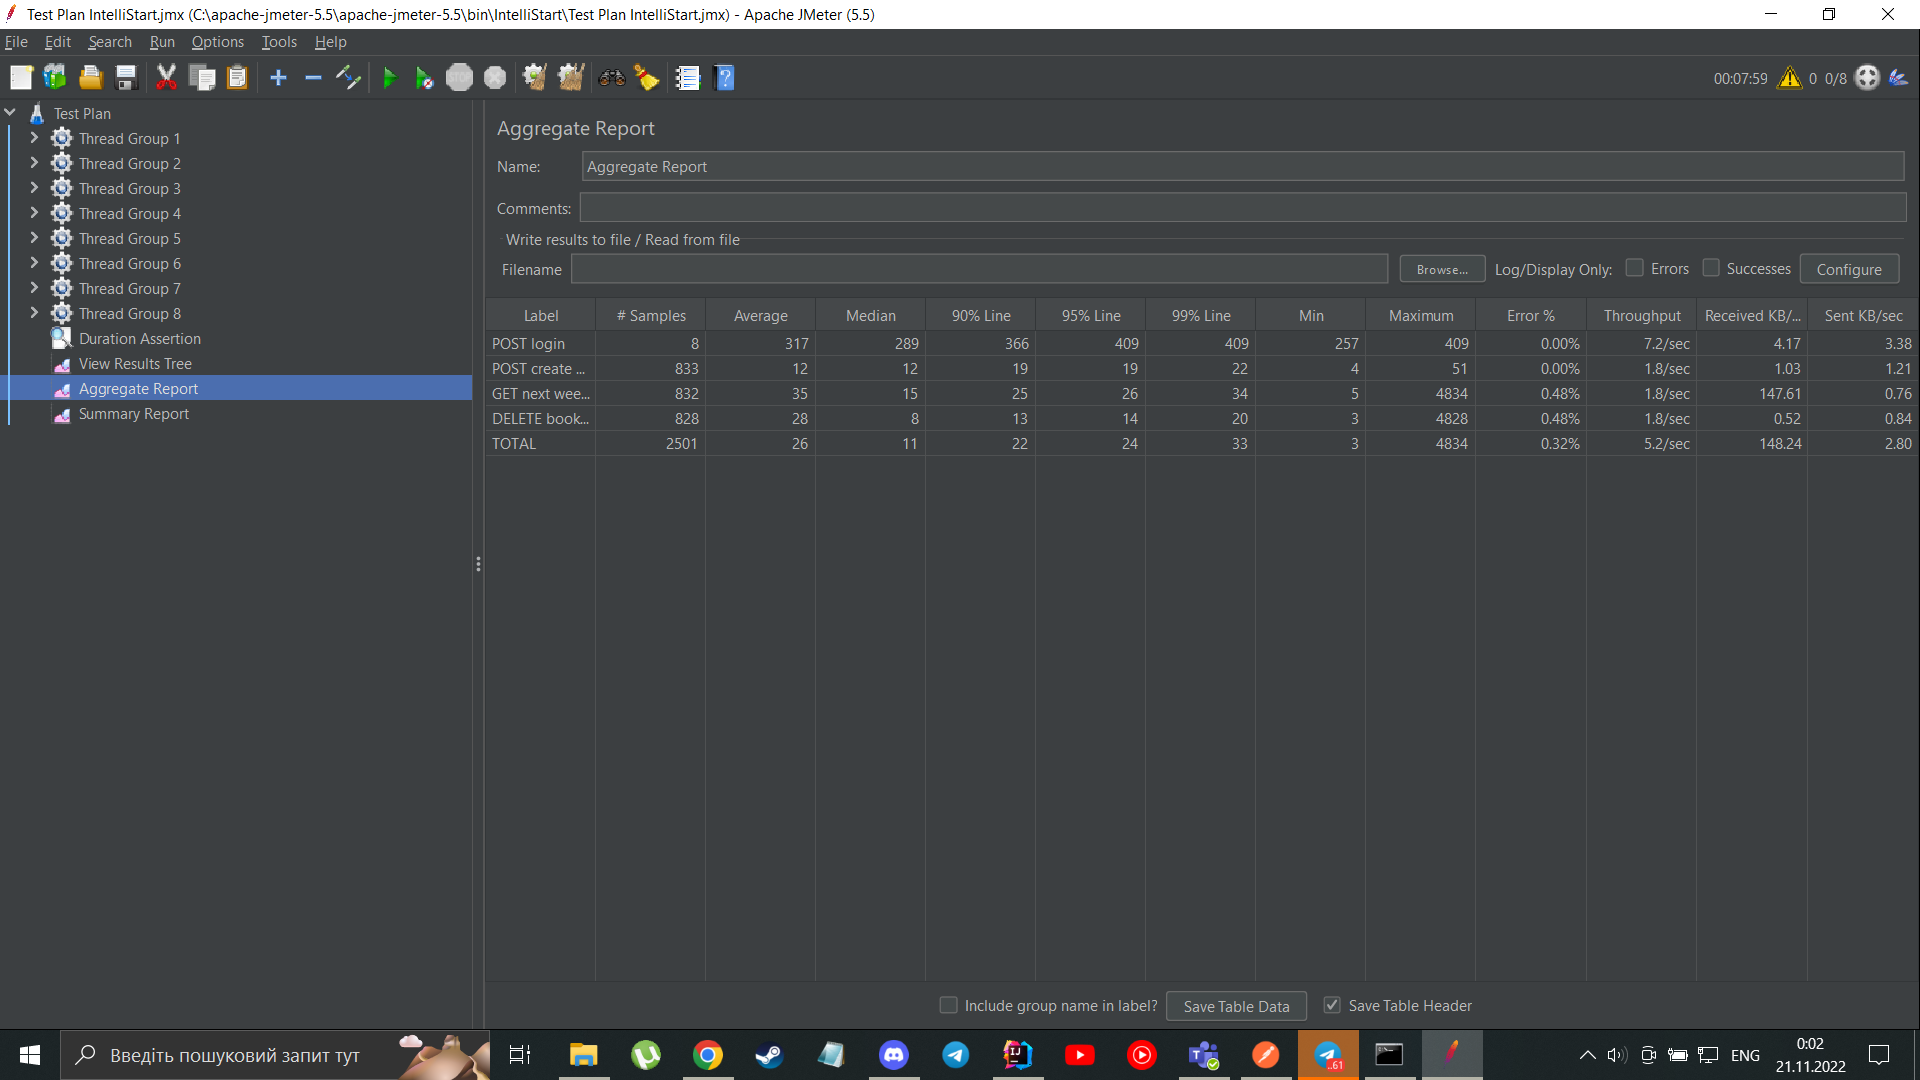 Test Plan IntelliStart.jmx (C:\apache-jmeter-5.5\apache-jmeter-5.5\bin\IntelliStart\Test Plan IntelliStart.jmx) - Apache JMeter (5.5)
File Edit Search Run Options Tools Help
STOP ? 00:07:59 0 0/8
Test Plan
Thread Group 1
Thread Group 2
Thread Group 3
Thread Group 4
Thread Group 5
Thread Group 6
Thread Group 7
Thread Group 8
Duration Assertion
View Results Tree
Aggregate Report
Summary Report
Aggregate Report
Name: Aggregate Report
Comments:
Write results to file / Read from file
Filename Browse... Log/Display Only: Errors Successes Configure
Label # Samples Average Median 90% Line 95% Line 99% Line Min Maximum Error % Throughput Received KB/... Sent KB/sec
POST login 8 317 289 366 409 409 257 409 0.00% 7.2/sec 4.17 3.38
POST create ... 833 12 12 19 19 22 4 51 0.00% 1.8/sec 1.03 1.21
GET next wee... 832 35 15 25 26 34 5 4834 0.48% 1.8/sec 147.61 0.76
DELETE book... 828 28 8 13 14 20 3 4828 0.48% 1.8/sec 0.52 0.84
TOTAL 2501 26 11 22 24 33 3 4834 0.32% 5.2/sec 148.24 2.80
Include group name in label? Save Table Data Save Table Header
Введіть пошуковий запит тут
IJ
..61
ENG
0:02
21.11.2022